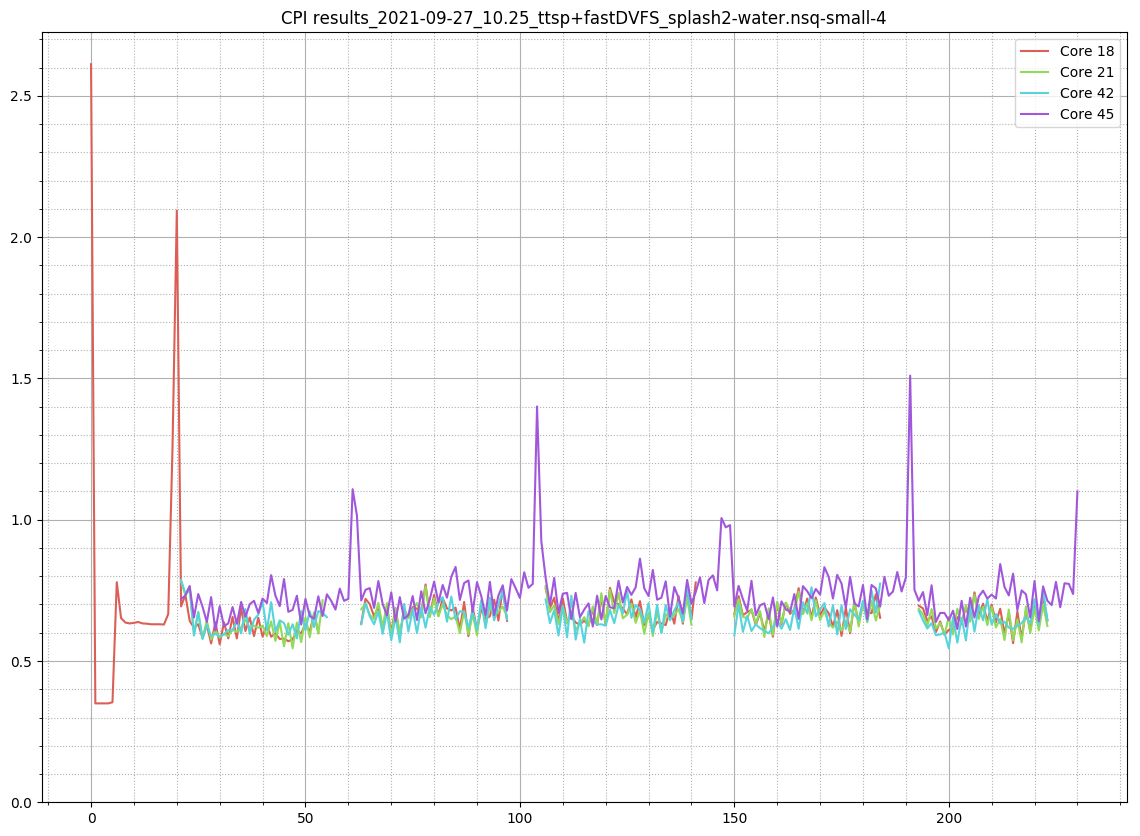 CPI results_2021-09-27_10.25_ttsp+fastDVFS_splash2-water.nsq-small-4
Core 18
Core 21
Core 42
Core 45
2.5
2.0
1.5
1.0
0.5
0.0
0 50 100 150 200